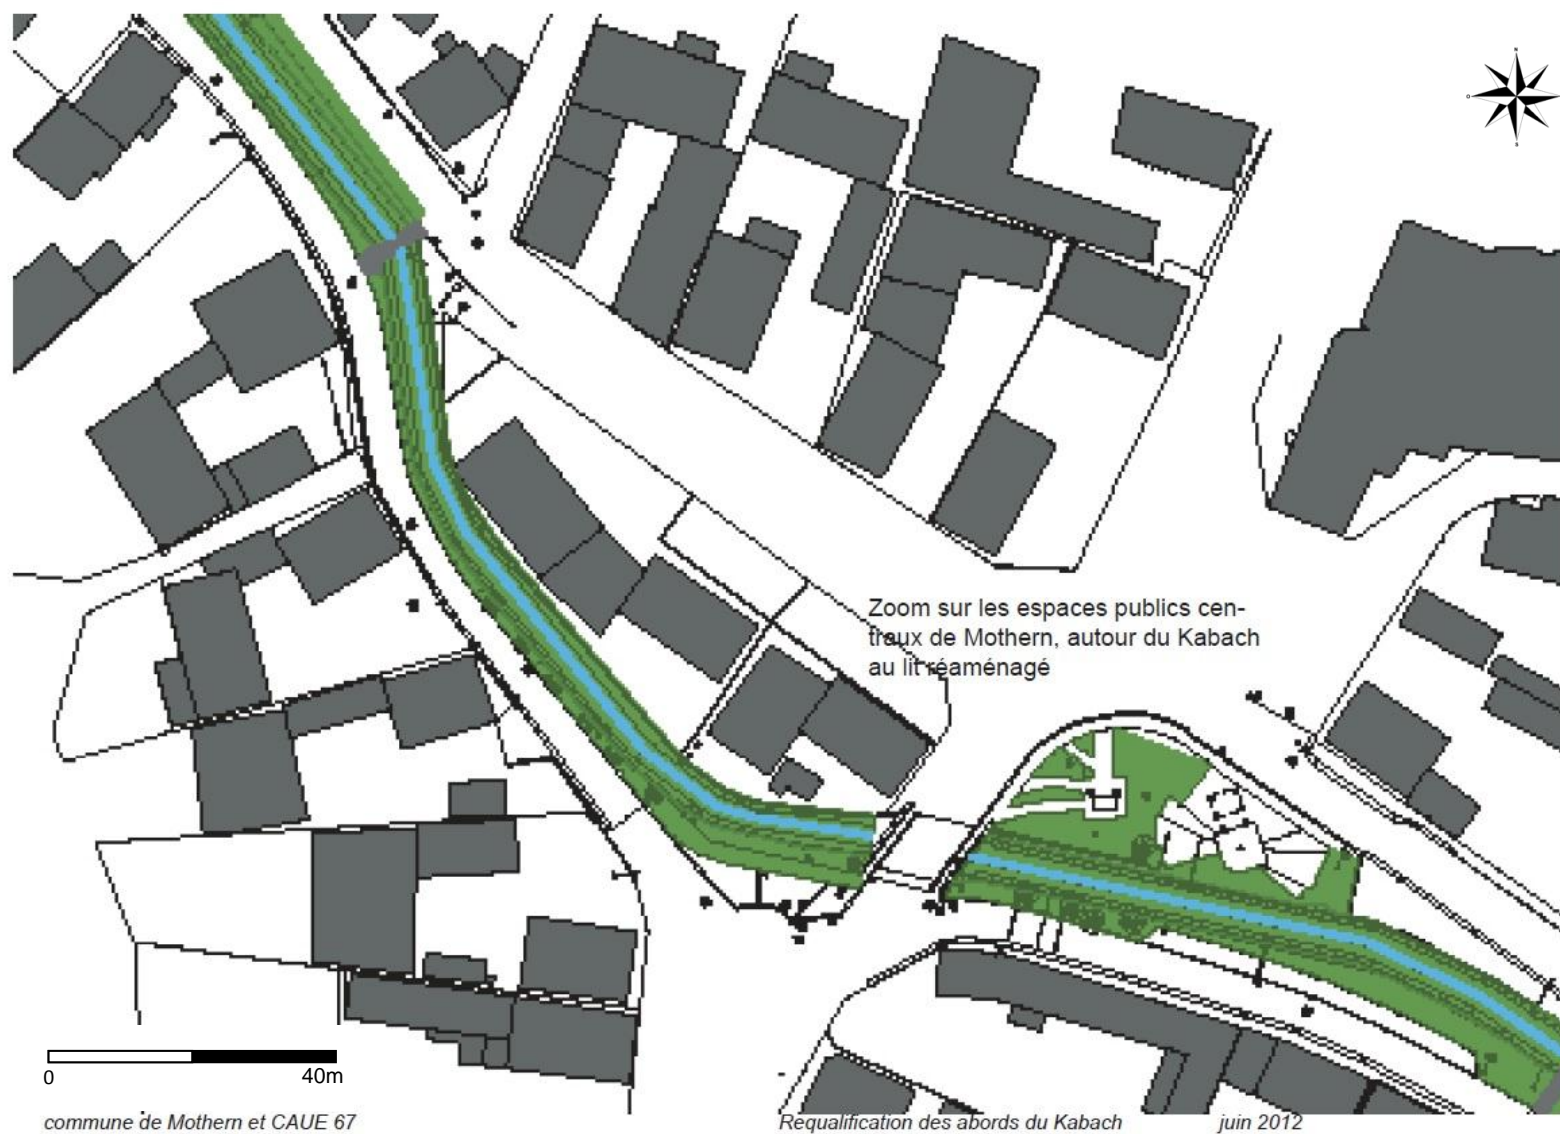 Zoom sur les espaces publics cen-
traux de Mothern, autour du Kabach
au lit réaménagé
0 40m
commune de Mothern et CAUE 67 Requalification des abords du Kabach juin 2012